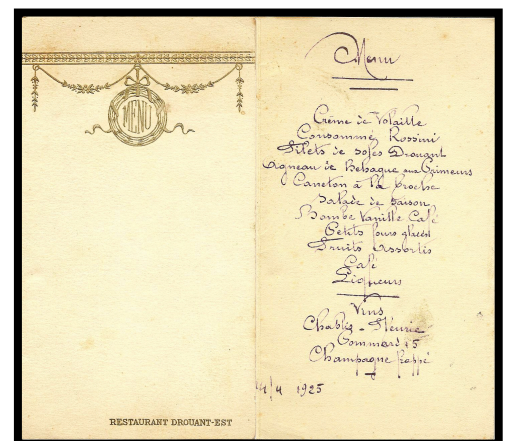 MENU
RESTAURANT DROUANT-EST
Menu
Crème de Volaille
Consommé Rossini
Filets de soles Drouant
Agneau de Behague aux Primeurs
Caneton à la broche
Salade de saison
Bombe Vanille Café
Petits fours glacés
Fruits Assortis
Café
Liqueurs
Vins
Chablis - Fleurie
Pommard 15
Champagne frappé
4 1925